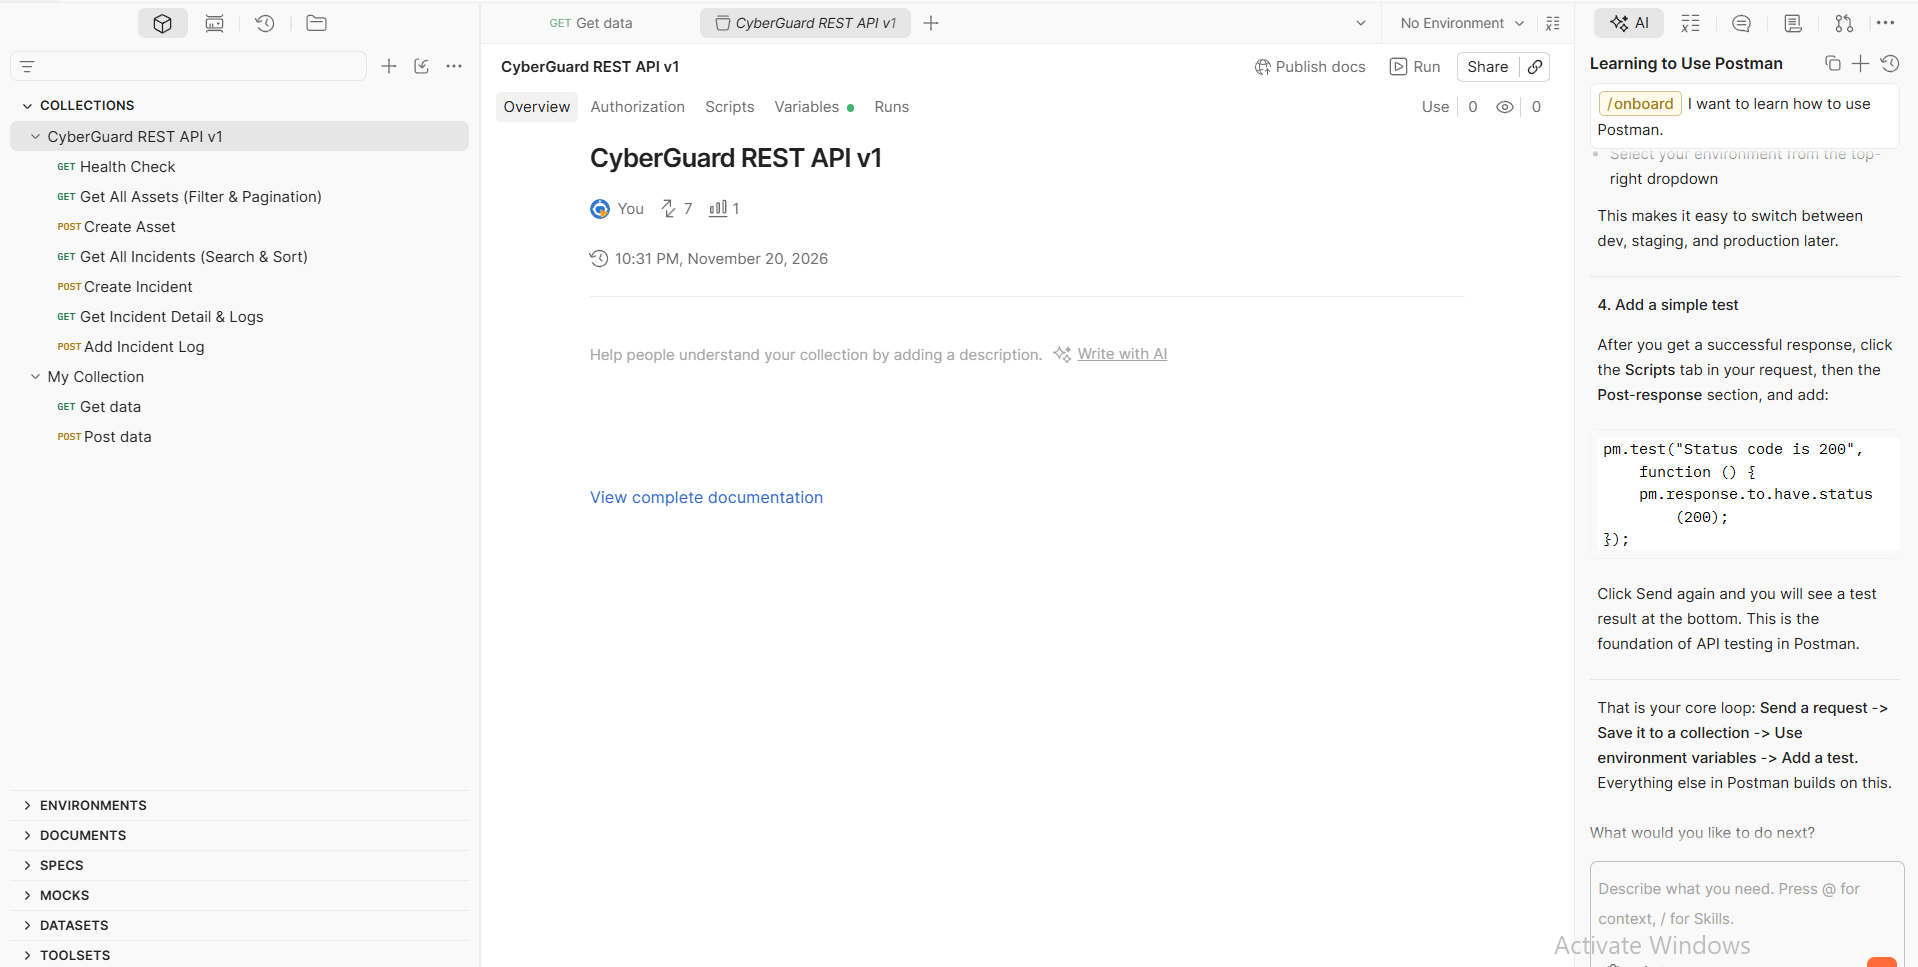 GET Get data
CyberGuard REST API v1
No Environment
AI
COLLECTIONS
CyberGuard REST API v1
GET Health Check
GET Get All Assets (Filter & Pagination)
POST Create Asset
GET Get All Incidents (Search & Sort)
POST Create Incident
GET Get Incident Detail & Logs
POST Add Incident Log
My Collection
GET Get data
POST Post data
ENVIRONMENTS
DOCUMENTS
SPECS
MOCKS
DATASETS
TOOLSETS
CyberGuard REST API v1
Publish docs
Run
Share
Overview Authorization Scripts Variables Runs
Use 0 0
CyberGuard REST API v1
You 7 1
10:31 PM, November 20, 2026
Help people understand your collection by adding a description. Write with AI
View complete documentation
Learning to Use Postman
/onboard I want to learn how to use
Postman.
Select your environment from the top-
right dropdown
This makes it easy to switch between
dev, staging, and production later.
4. Add a simple test
After you get a successful response, click
the Scripts tab in your request, then the
Post-response section, and add:
pm.test("Status code is 200",
function () {
pm.response.to.have.status
(200);
});
Click Send again and you will see a test
result at the bottom. This is the
foundation of API testing in Postman.
That is your core loop: Send a request ->
Save it to a collection -> Use
environment variables -> Add a test.
Everything else in Postman builds on this.
What would you like to do next?
Describe what you need. Press @ for
context, / for Skills.
Activate Windows